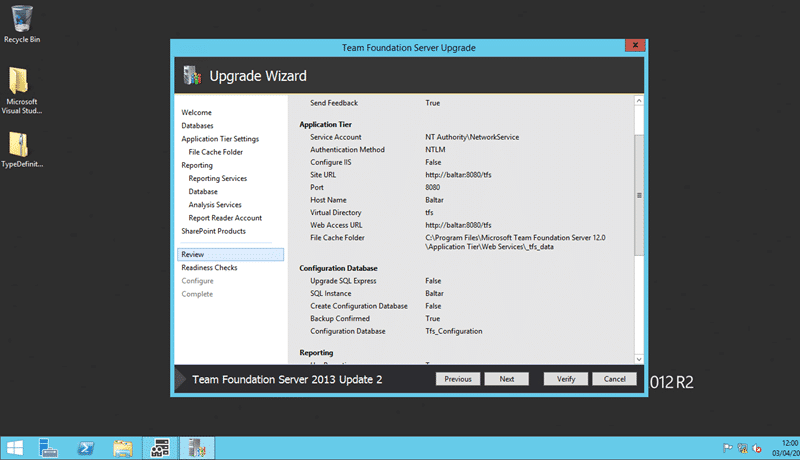 Recycle Bin
Microsoft
Visual Stud...
TypeDefinit...
Team Foundation Server Upgrade
x
Upgrade Wizard
Welcome
Databases
Application Tier Settings
File Cache Folder
Reporting
Reporting Services
Database
Analysis Services
Report Reader Account
SharePoint Products
Review
Readiness Checks
Configure
Complete
Send Feedback True
Application Tier
Service Account NT Authority\NetworkService
Authentication Method NTLM
Configure IIS False
Site URL http://baltar:8080/tfs
Port 8080
Host Name Baltar
Virtual Directory tfs
Web Access URL http://baltar:8080/tfs
File Cache Folder C:\Program Files\Microsoft Team Foundation Server 12.0
\Application Tier\Web Services\_tfs_data
Configuration Database
Upgrade SQL Express False
SQL Instance Baltar
Create Configuration Database False
Backup Confirmed True
Configuration Database Tfs_Configuration
Reporting
Team Foundation Server 2013 Update 2
Previous Next Verify Cancel
012 R2
12:00
03/04/20